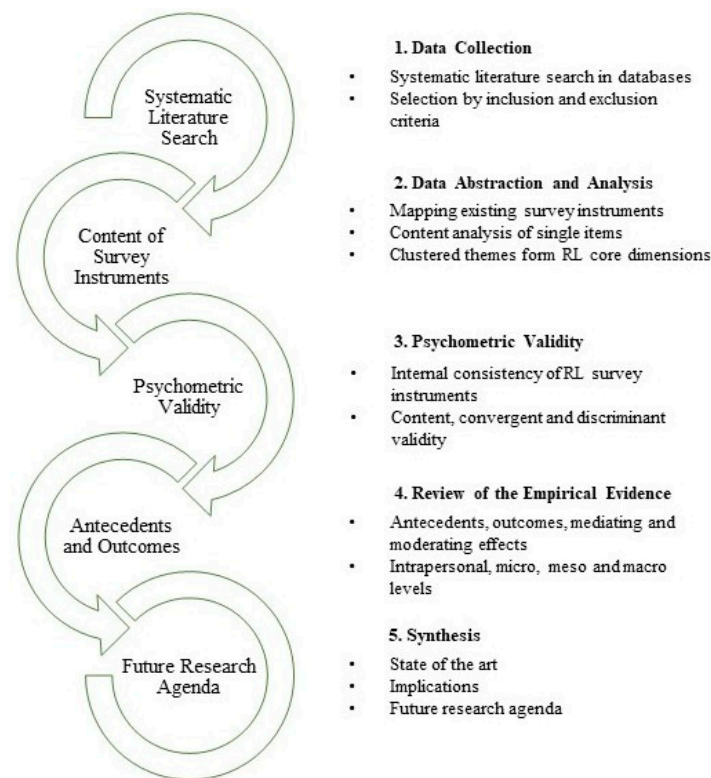 Systematic
Literature
Search
1. Data Collection
• Systematic literature search in databases
• Selection by inclusion and exclusion
criteria
Content of
Survey
Instruments
2. Data Abstraction and Analysis
• Mapping existing survey instruments
• Content analysis of single items
• Clustered themes form RL core dimensions
Psychometric
Validity
3. Psychometric Validity
• Internal consistency of RL survey
instruments
• Content, convergent and discriminant
validity
Antecedents
and Outcomes
4. Review of the Empirical Evidence
• Antecedents, outcomes, mediating and
moderating effects
• Intrapersonal, micro, meso and macro
levels
Future Research
Agenda
5. Synthesis
• State of the art
• Implications
• Future research agenda